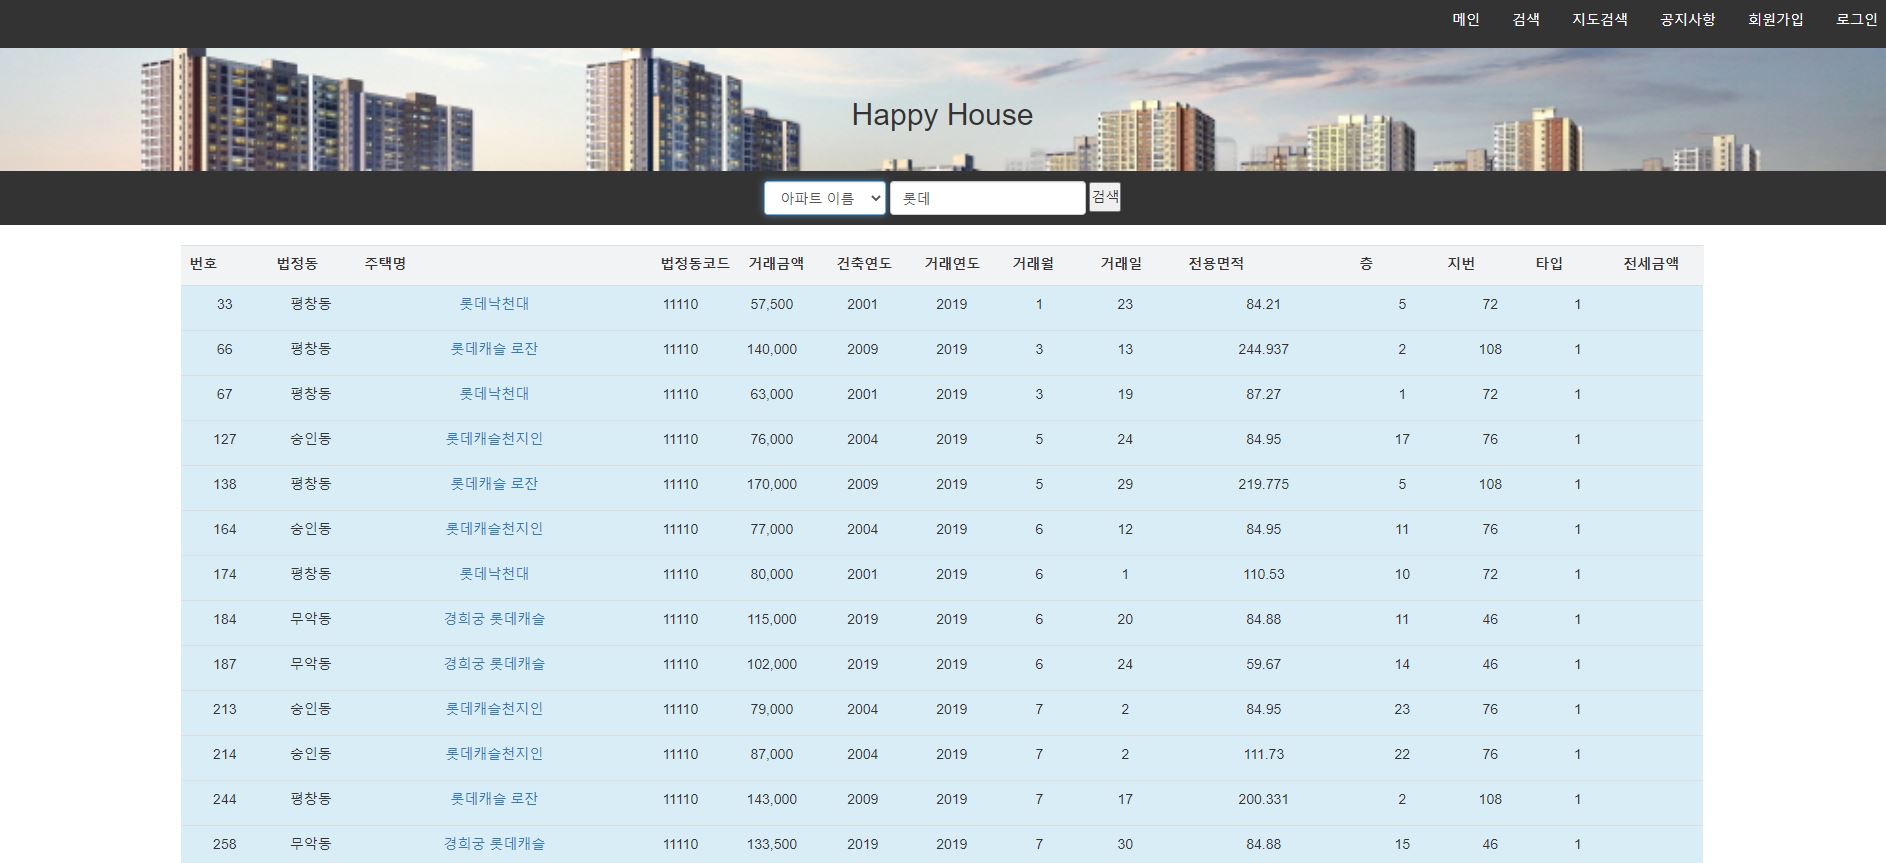 메인 검색 지도검색 공지사항 회원가입 로그인
Happy House
아파트 이름 롯데 검색
번호 법정동 주택명 법정동코드 거래금액 건축연도 거래연도 거래월 거래일 전용면적 층 지번 타입 전세금액
33 평창동 롯데낙천대 11110 57,500 2001 2019 1 23 84.21 5 72 1
66 평창동 롯데캐슬 로잔 11110 140,000 2009 2019 3 13 244.937 2 108 1
67 평창동 롯데낙천대 11110 63,000 2001 2019 3 19 87.27 1 72 1
127 숭인동 롯데캐슬천지인 11110 76,000 2004 2019 5 24 84.95 17 76 1
138 평창동 롯데캐슬 로잔 11110 170,000 2009 2019 5 29 219.775 5 108 1
164 숭인동 롯데캐슬천지인 11110 77,000 2004 2019 6 12 84.95 11 76 1
174 평창동 롯데낙천대 11110 80,000 2001 2019 6 1 110.53 10 72 1
184 무악동 경희궁 롯데캐슬 11110 115,000 2019 2019 6 20 84.88 11 46 1
187 무악동 경희궁 롯데캐슬 11110 102,000 2019 2019 6 24 59.67 14 46 1
213 숭인동 롯데캐슬천지인 11110 79,000 2004 2019 7 2 84.95 23 76 1
214 숭인동 롯데캐슬천지인 11110 87,000 2004 2019 7 2 111.73 22 76 1
244 평창동 롯데캐슬 로잔 11110 143,000 2009 2019 7 17 200.331 2 108 1
258 무악동 경희궁 롯데캐슬 11110 133,500 2019 2019 7 30 84.88 15 46 1